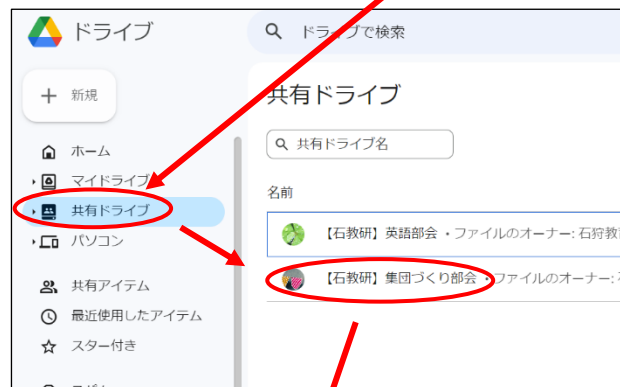 ドライブ
ドライブで検索
新規
共有ドライブ
共有ドライブ名
ホーム
マイドライブ
共有ドライブ
パソコン
共有アイテム
最近使用したアイテム
スター付き
名前
【石教研】英語部会 ・ファイルのオーナー: 石狩教
【石教研】集団づくり部会 ・ファイルのオーナー: